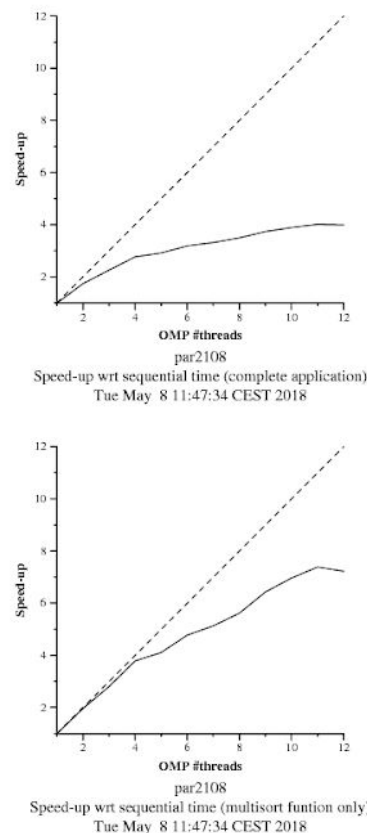 12
10
8
6
4
2
Speed-up
2 4 6 8 10 12
OMP #threads
par2108
Speed-up wrt sequential time (complete application)
Tue May 8 11:47:34 CEST 2018
12
10
8
6
4
2
Speed-up
2 4 6 8 10 12
OMP #threads
par2108
Speed-up wrt sequential time (multisort funtion only)
Tue May 8 11:47:34 CEST 2018